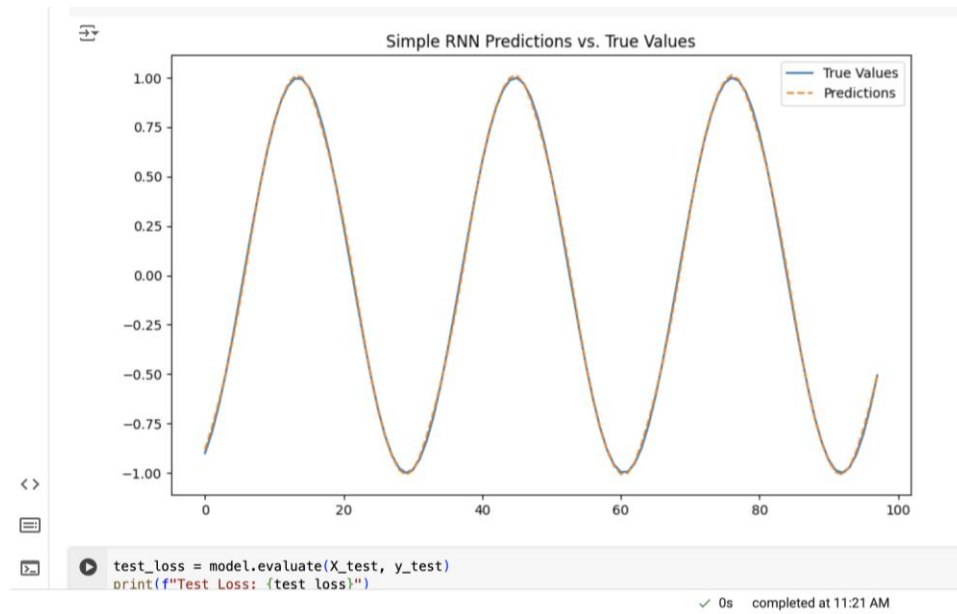 Simple RNN Predictions vs. True Values
True Values
Predictions
1.00
0.75
0.50
0.25
0.00
−0.25
−0.50
−0.75
−1.00
0 20 40 60 80 100
test_loss = model.evaluate(X_test, y_test)
print(f"Test Loss: {test_loss}")
0s completed at 11:21 AM